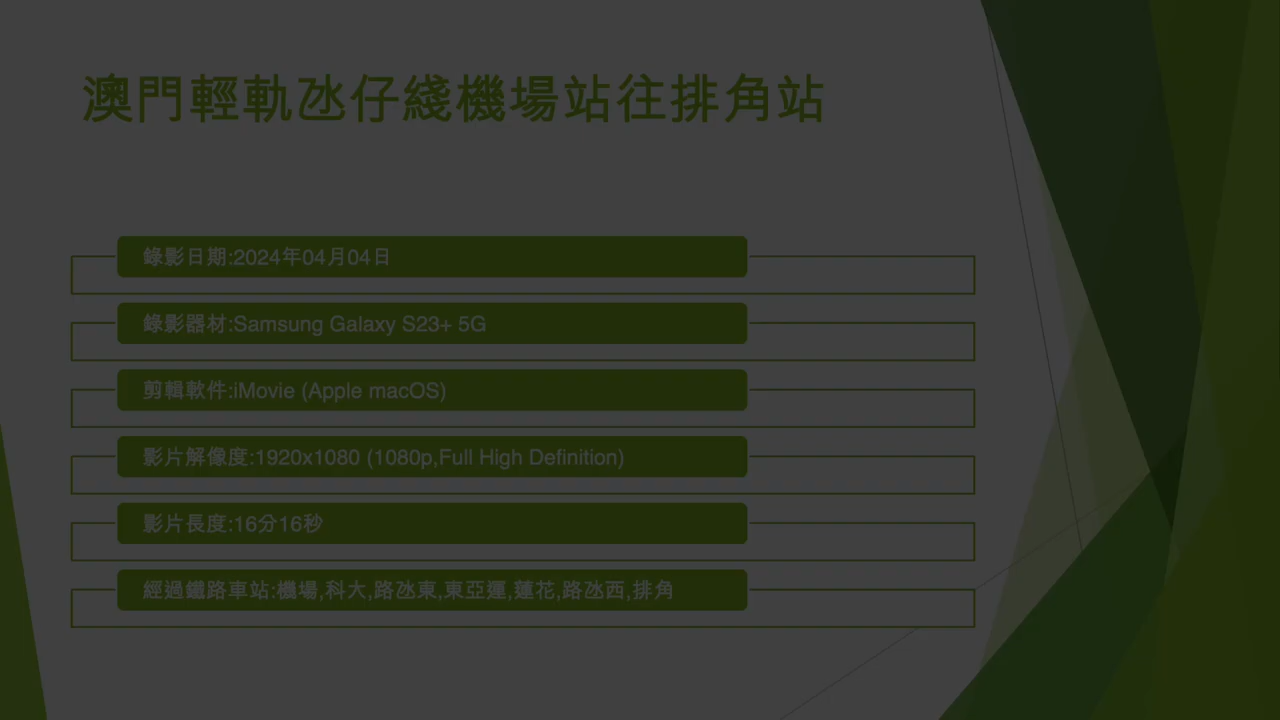 澳門輕軌氹仔綫機場站往排角站
錄影日期:2024年04月04日
錄影器材:Samsung Galaxy S23+ 5G
剪輯軟件:iMovie (Apple macOS)
影片解像度:1920x1080 (1080p,Full High Definition)
影片長度:16分16秒
經過鐵路車站:機場,科大,路氹東,東亞運,蓮花,路氹西,排角